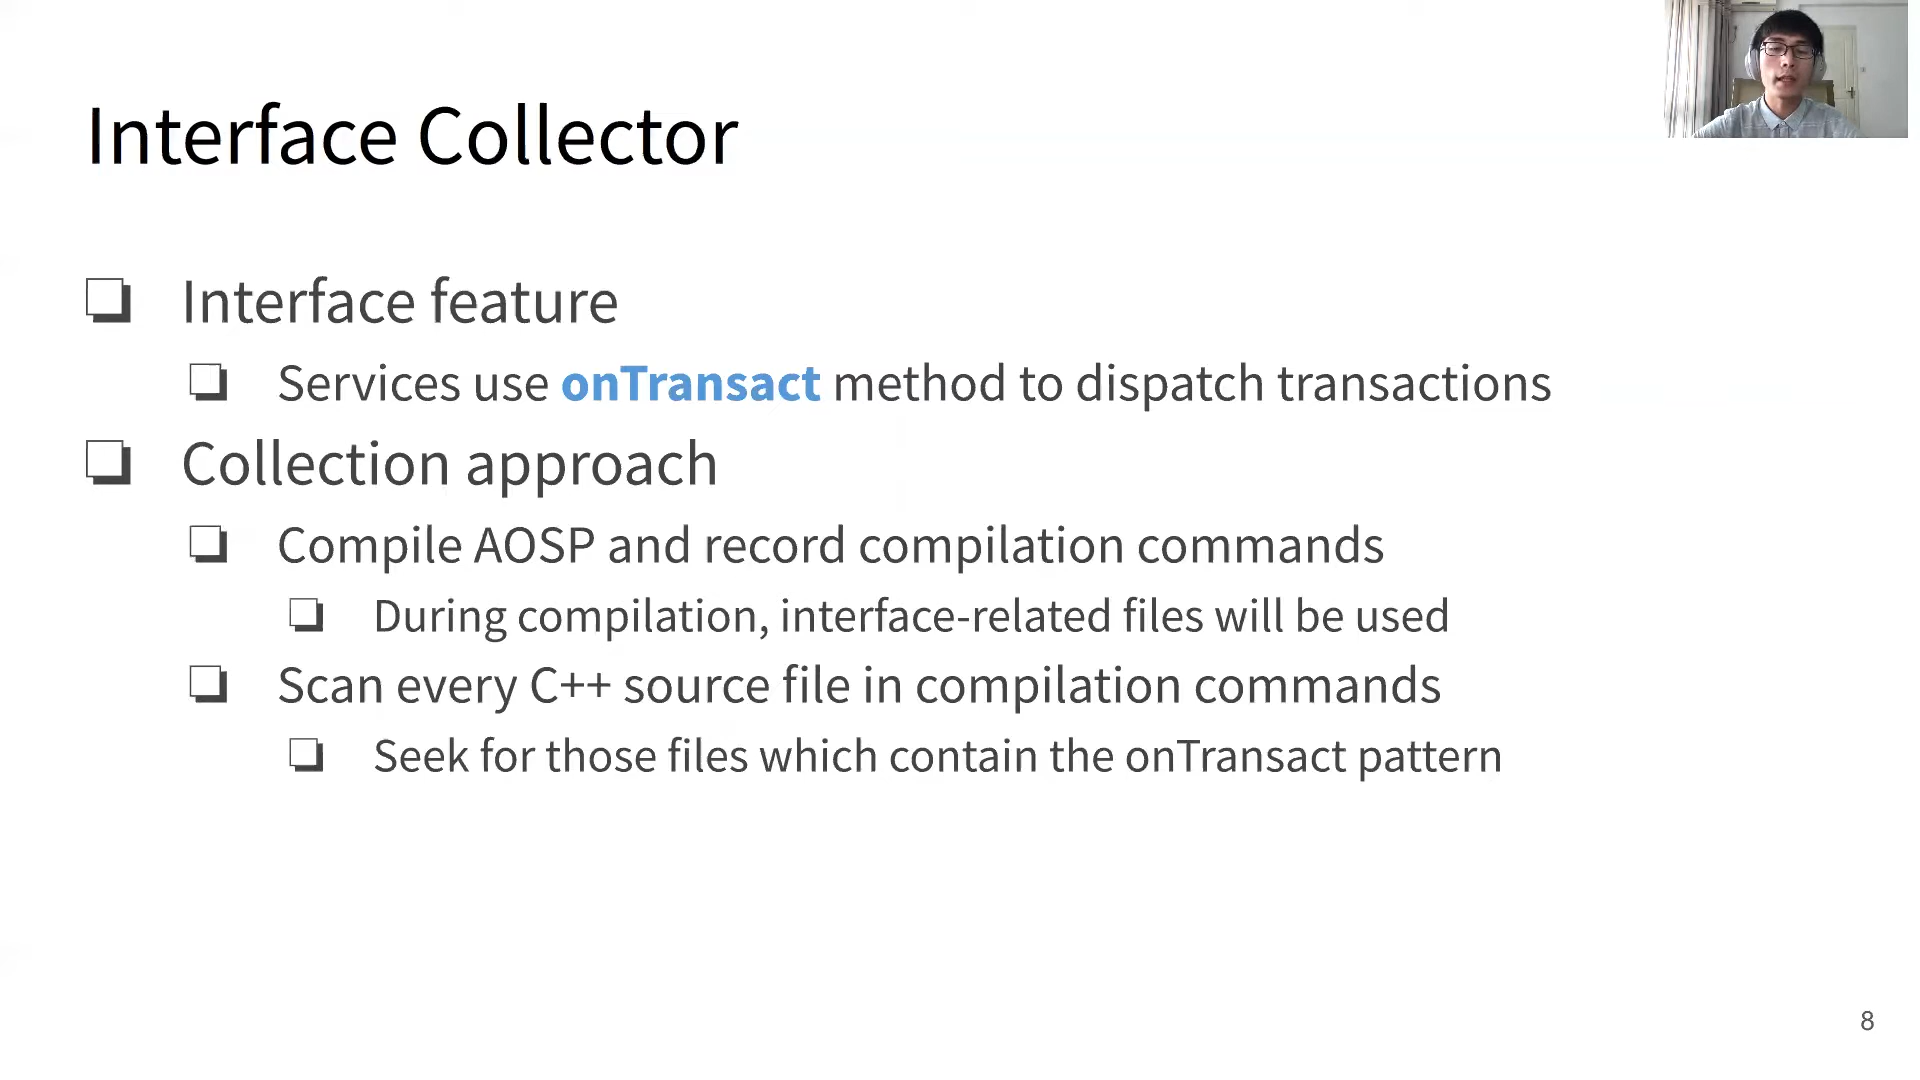 Interface Collector
Interface feature
Services use onTransact method to dispatch transactions
Collection approach
Compile AOSP and record compilation commands
During compilation, interface-related files will be used
Scan every C++ source file in compilation commands
Seek for those files which contain the onTransact pattern
8